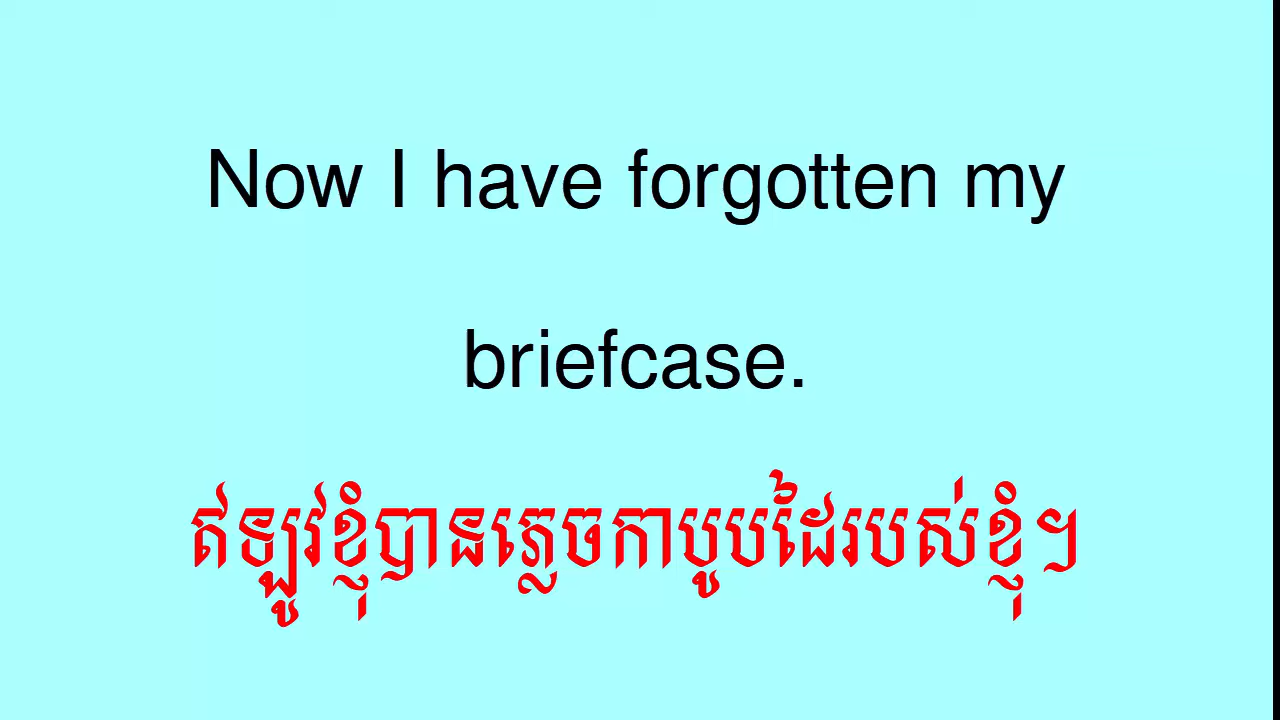 Now I have forgotten my
briefcase.
ឥឡូវខ្ញុំបានភ្លេចកាបូបដៃរបស់ខ្ញុំៗ